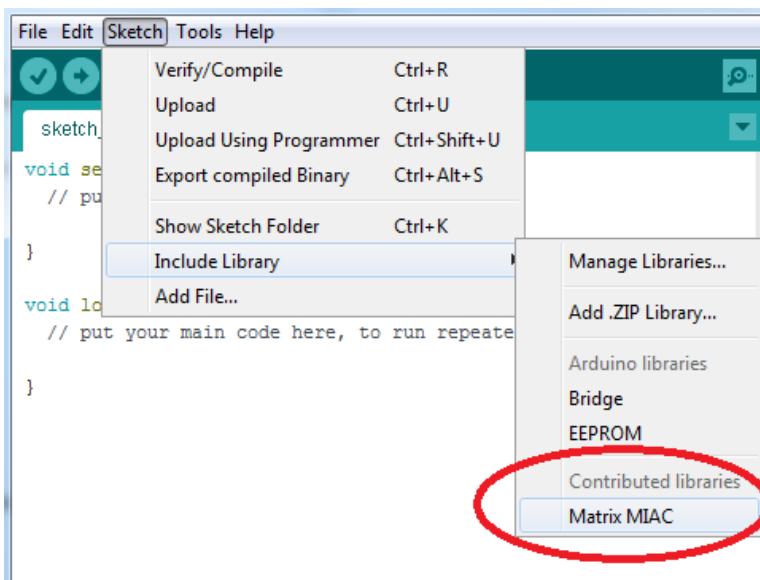 File Edit Sketch Tools Help
Verify/Compile Ctrl+R
Upload Ctrl+U
Upload Using Programmer Ctrl+Shift+U
Export compiled Binary Ctrl+Alt+S
Show Sketch Folder Ctrl+K
Include Library
Add File...
Manage Libraries...
Add .ZIP Library...
Arduino libraries
Bridge
EEPROM
Contributed libraries
Matrix MIAC
sketch_
void se
// pu
}
void lo
// put your main code here, to run repeate
}